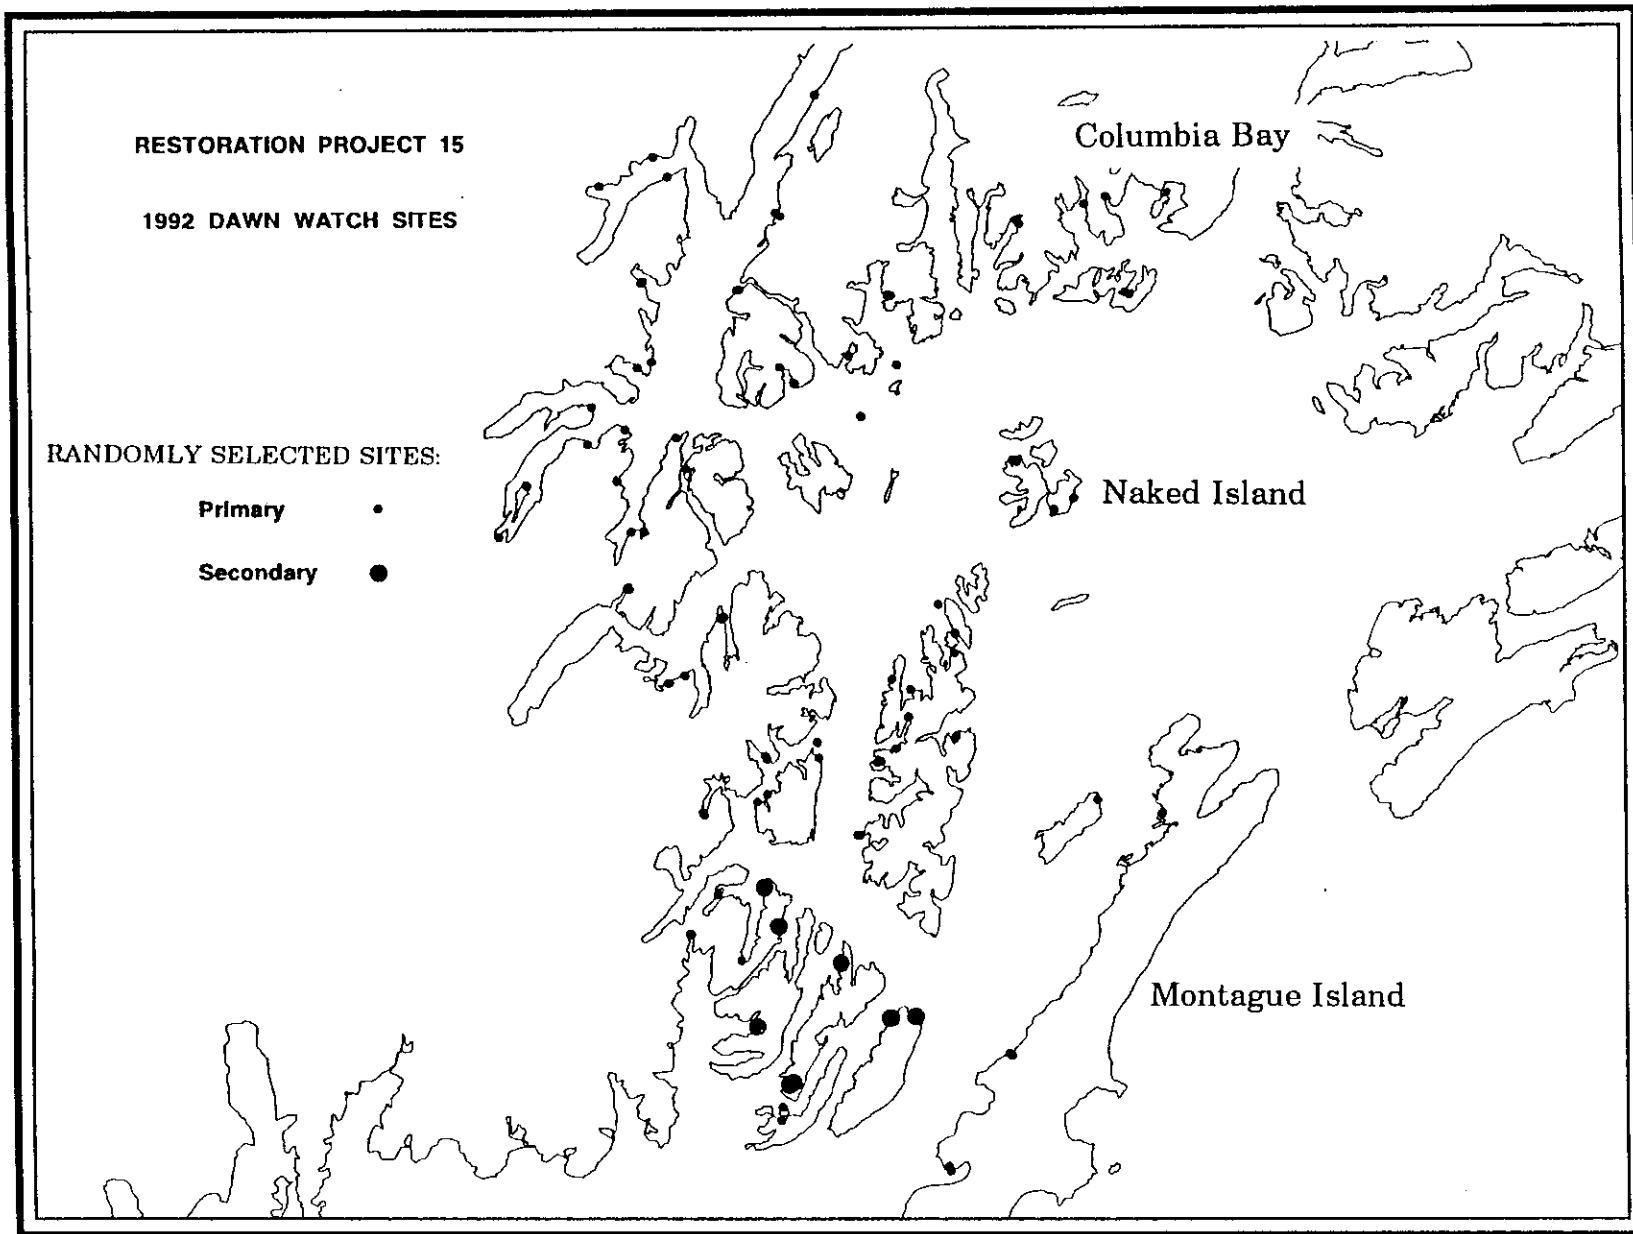 RESTORATION PROJECT 15
1992 DAWN WATCH SITES
Columbia Bay
RANDOMLY SELECTED SITES:
Primary
Secondary
Naked Island
Montague Island